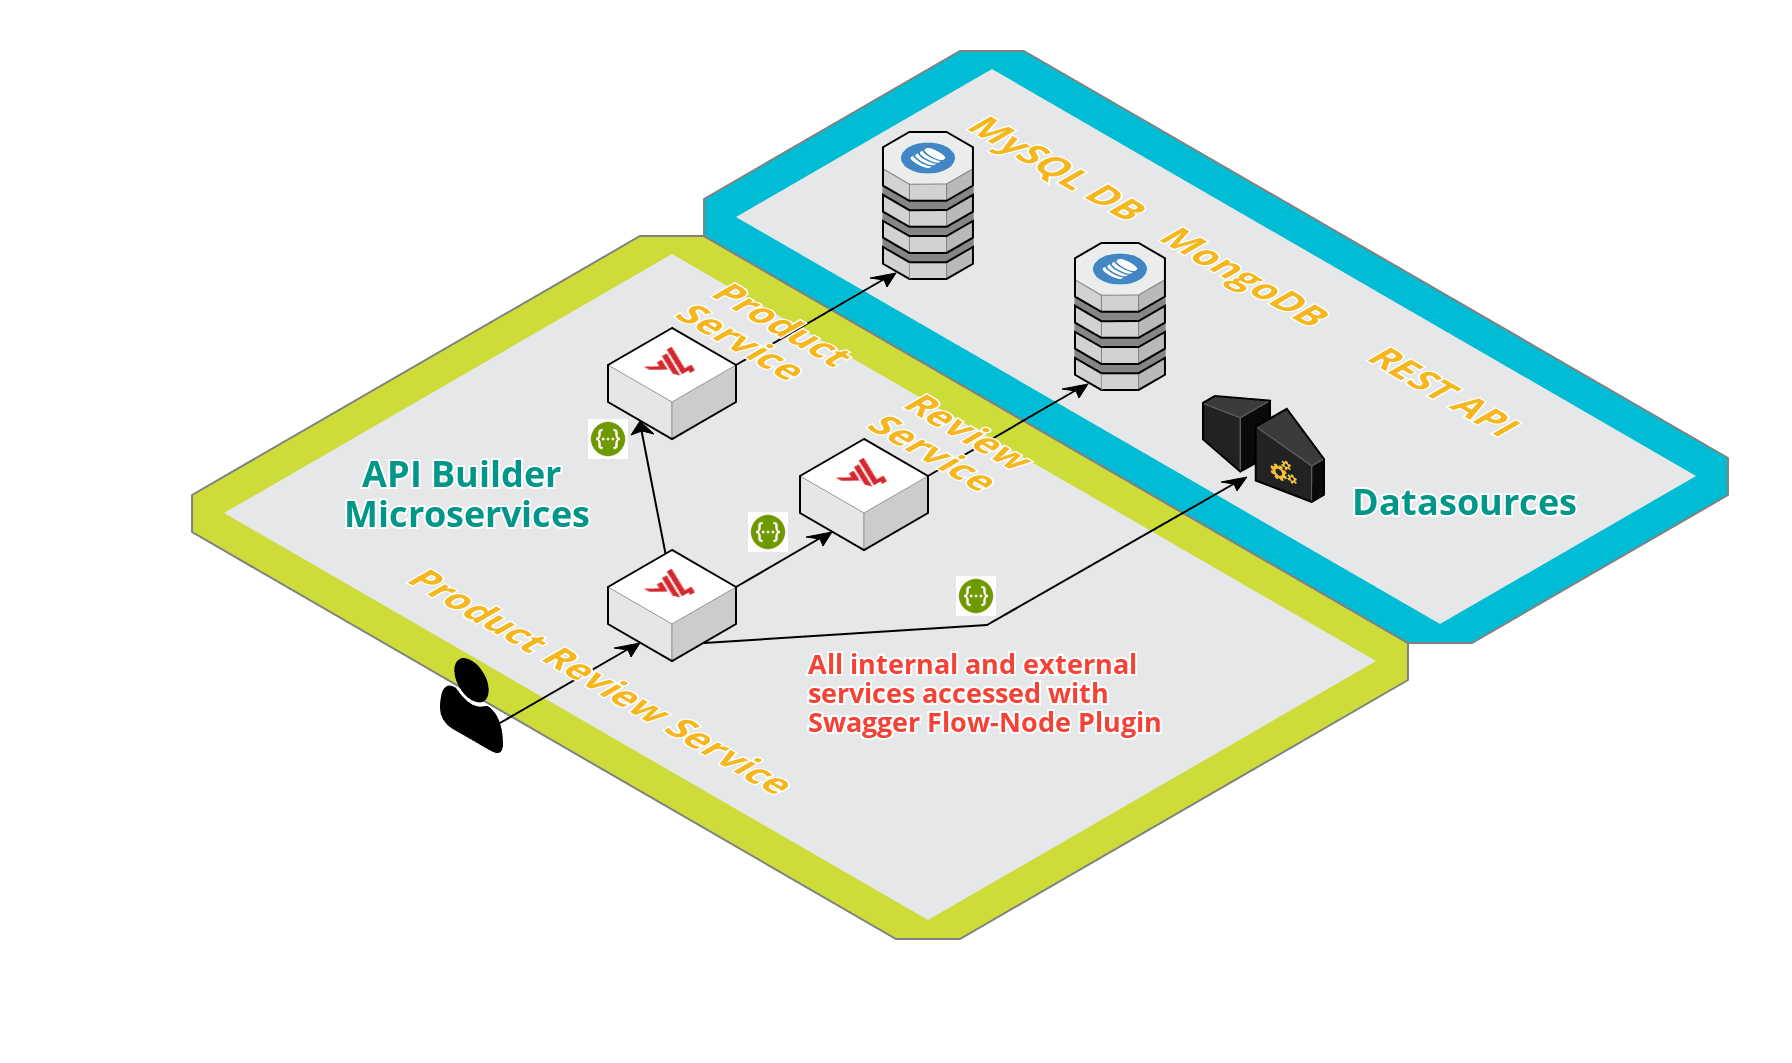 MySQL DB
MongoDB
REST API
Product
Service
Review
Service
API Builder
Microservices
Datasources
Product Review Service
All internal and external
services accessed with
Swagger Flow-Node Plugin